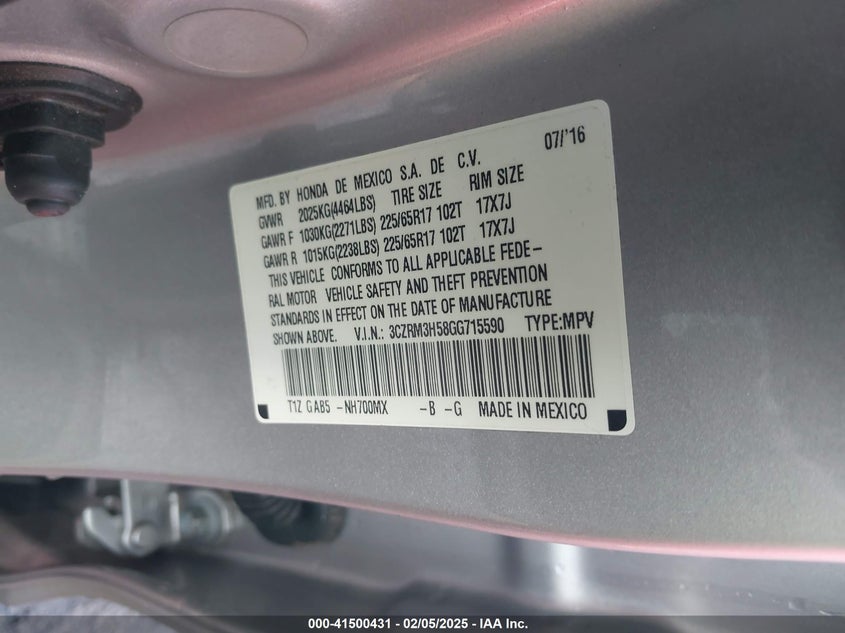 07/'16
MFD. BY HONDA DE MEXICO S.A. DE C.V.
GVWR 2025KG(4464LBS) TIRE SIZE RIM SIZE
GAWR F 1030KG(2271LBS) 225/65R17 102T 17X7J
GAWR R 1015KG(2238LBS) 225/65R17 102T 17X7J
THIS VEHICLE CONFORMS TO ALL APPLICABLE FEDE-
RAL MOTOR VEHICLE SAFETY AND THEFT PREVENTION
STANDARDS IN EFFECT ON THE DATE OF MANUFACTURE
SHOWN ABOVE. V.I.N.: 3CZRM3H58GG715590 TYPE:MPV
T1Z GAB5 -NH700MX -B -G MADE IN MEXICO
000-41500431 - 02/05/2025 - IAA Inc.